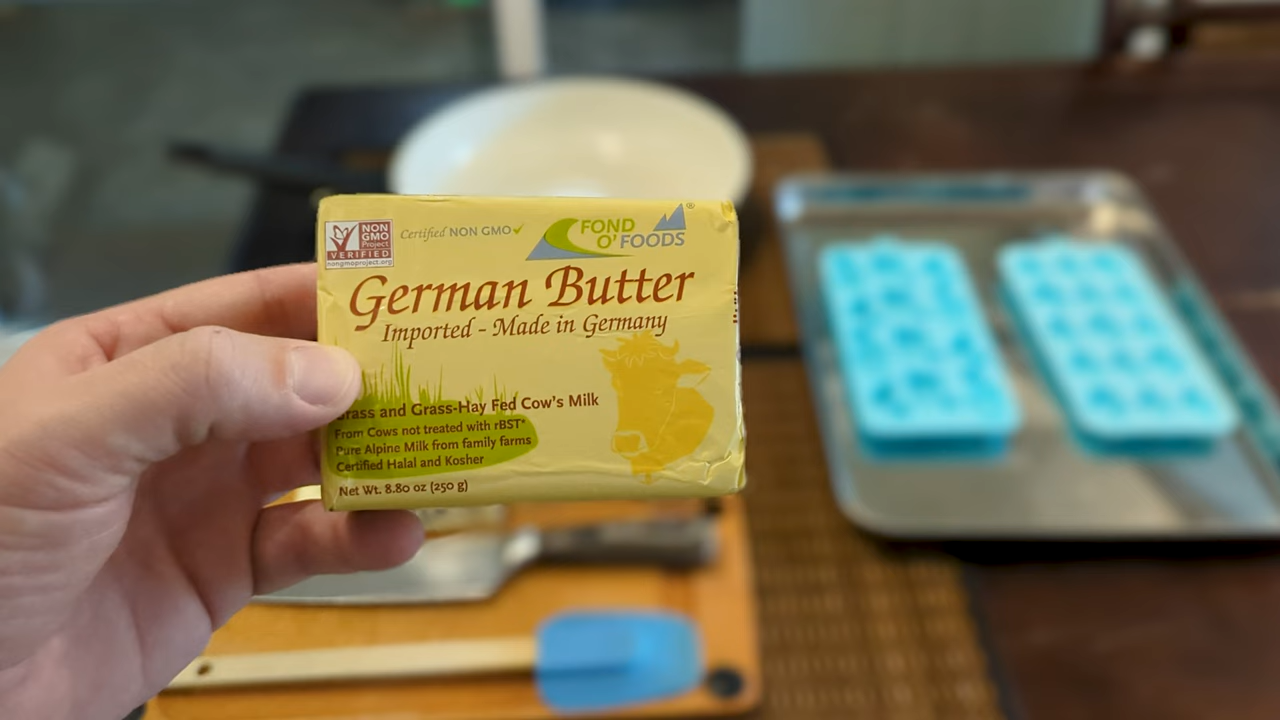 NON
GMO
Project
VERIFIED
nongmoproject.org
Certified NON GMO
FOND
O' FOODS
®
German Butter
Imported - Made in Germany
Grass and Grass-Hay Fed Cow's Milk
From Cows not treated with rBST*
Pure Alpine Milk from family farms
Certified Halal and Kosher
Net Wt. 8.80 oz (250 g)